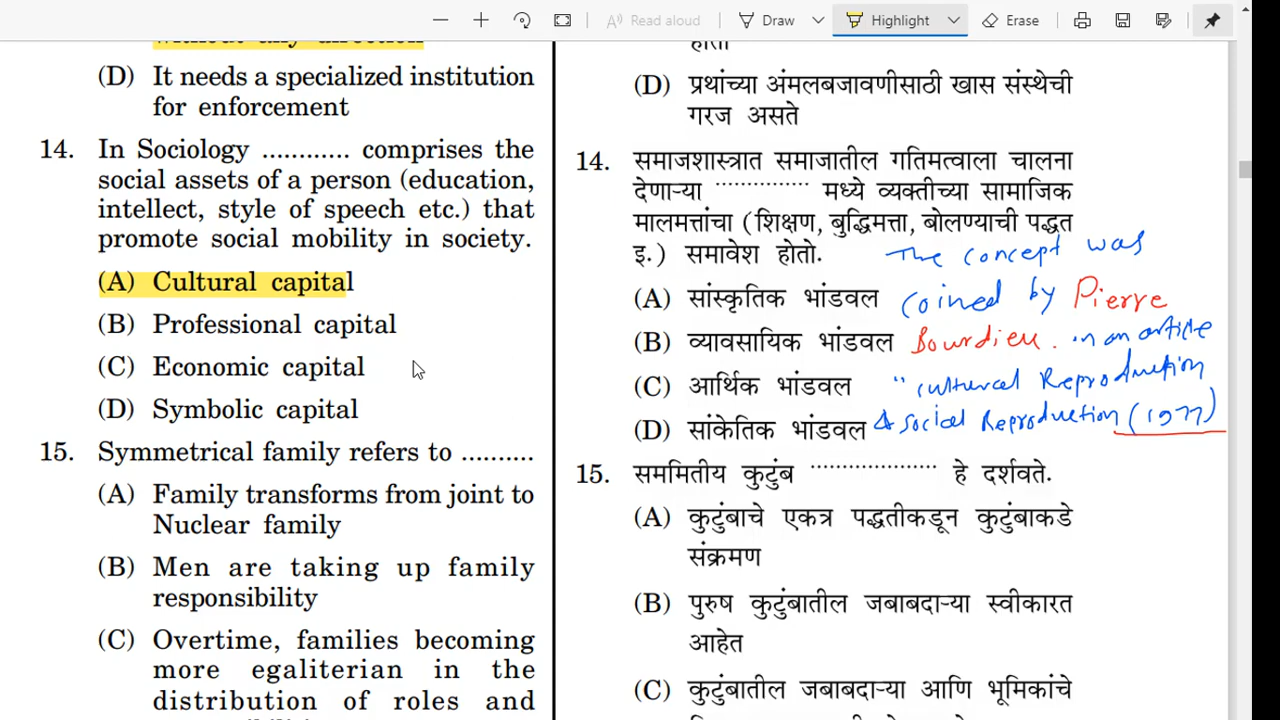 Read aloud
Draw
Highlight
Erase
without any direction
(D) It needs a specialized institution
for enforcement
14. In Sociology ............ comprises the
social assets of a person (education,
intellect, style of speech etc.) that
promote social mobility in society.
(A) Cultural capital
(B) Professional capital
(C) Economic capital
(D) Symbolic capital
15. Symmetrical family refers to ..........
(A) Family transforms from joint to
Nuclear family
(B) Men are taking up family
responsibility
(C) Overtime, families becoming
more egaliterian in the
distribution of roles and
होतो
(D) प्रथांच्या अंमलबजावणीसाठी खास संस्थेची
गरज असते
14. समाजशास्त्रात समाजातील गतिमत्वाला चालना
देणाऱ्या ............... मध्ये व्यक्तीच्या सामाजिक
मालमत्तांचा (शिक्षण, बुद्धिमत्ता, बोलण्याची पद्धत
इ.) समावेश होतो.
The concept was
(A) सांस्कृतिक भांडवल
coined by Pierre
(B) व्यावसायिक भांडवल
Bourdieu. in an article
(C) आर्थिक भांडवल
"cultural Reproduction
(D) सांकेतिक भांडवल
& social Reproduction (1977)
15. सममितीय कुटुंब ..................... हे दर्शवते.
(A) कुटुंबाचे एकत्र पद्धतीकडून कुटुंबाकडे
संक्रमण
(B) पुरुष कुटुंबातील जबाबदाऱ्या स्वीकारत
आहेत
(C) कुटुंबातील जबाबदाऱ्या आणि भूमिकांचे